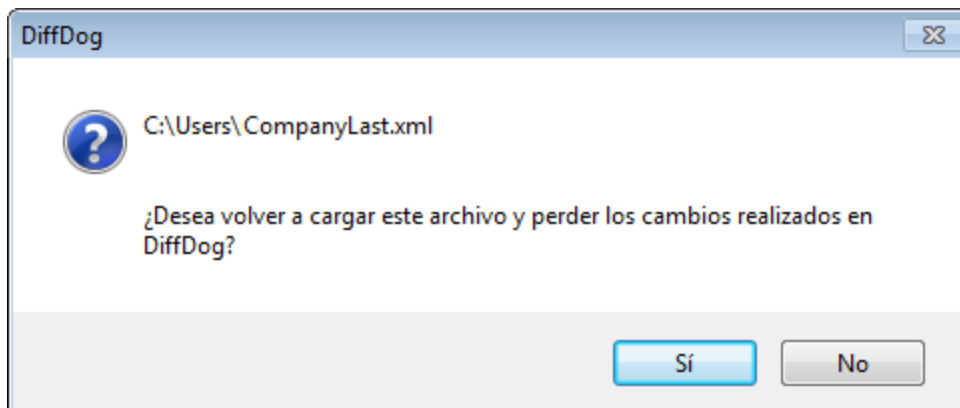 DiffDog
C:\Users\CompanyLast.xml
¿Desea volver a cargar este archivo y perder los cambios realizados en
DiffDog?
Sí
No